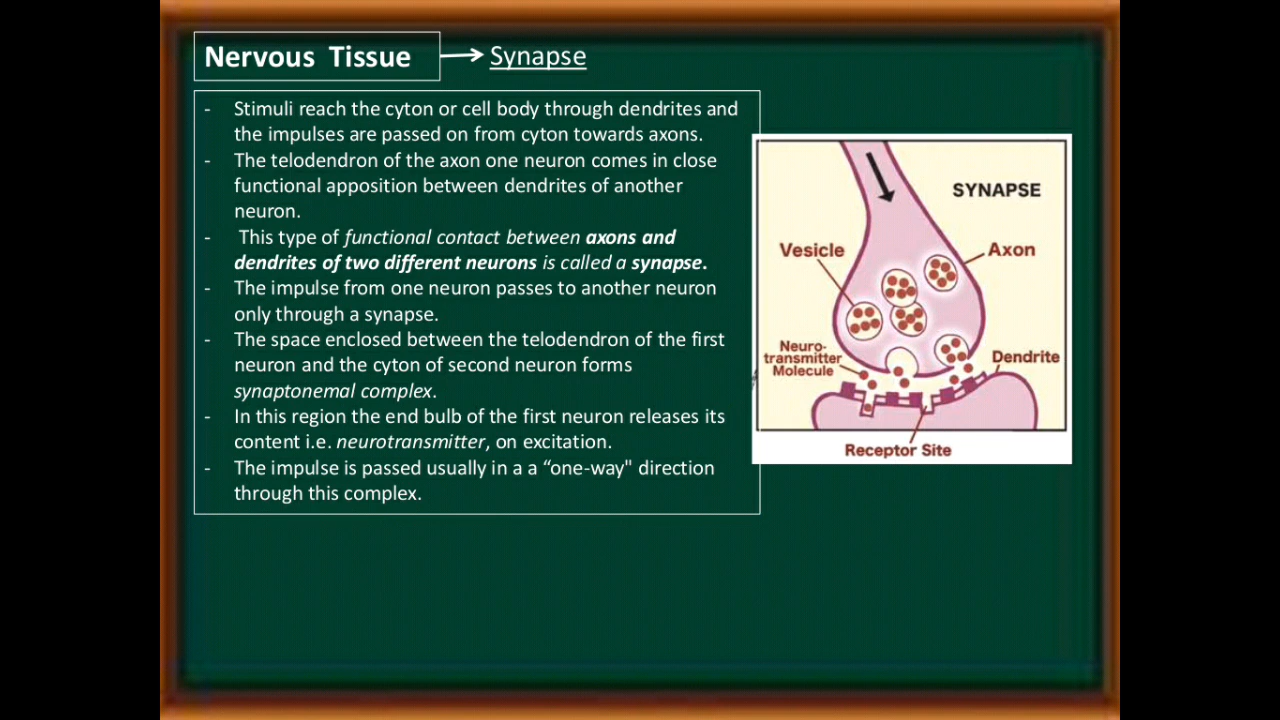 Nervous Tissue
Synapse
- Stimuli reach the cyton or cell body through dendrites and
the impulses are passed on from cyton towards axons.
- The telodendron of the axon one neuron comes in close
functional apposition between dendrites of another
neuron.
- This type of functional contact between axons and
dendrites of two different neurons is called a synapse.
- The impulse from one neuron passes to another neuron
only through a synapse.
- The space enclosed between the telodendron of the first
neuron and the cyton of second neuron forms
synaptonemal complex.
- In this region the end bulb of the first neuron releases its
content i.e. neurotransmitter, on excitation.
- The impulse is passed usually in a a “one-way" direction
through this complex.
SYNAPSE
Vesicle
Axon
Neuro-
transmitter
Molecule
Dendrite
Receptor Site